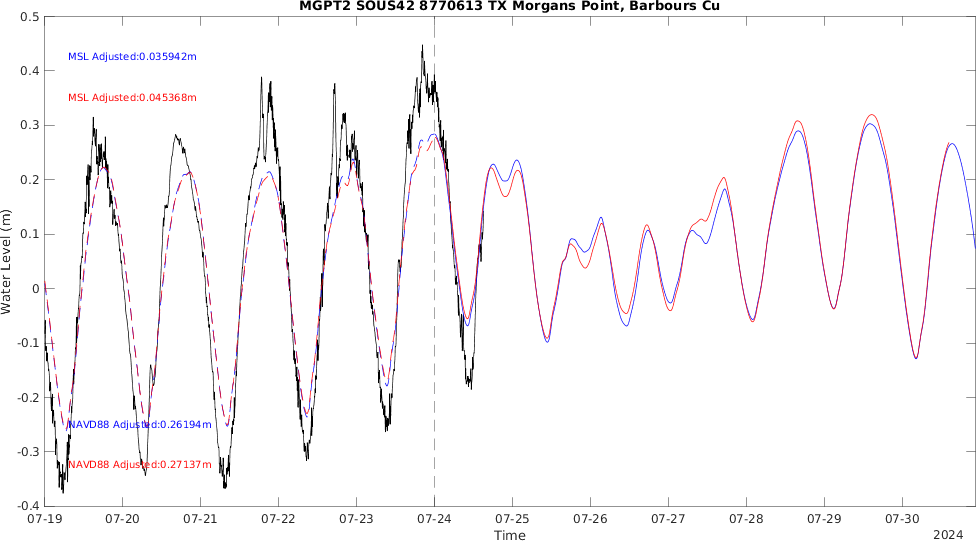 MGPT2 SOUS42 8770613 TX Morgans Point, Barbours Cu
0.5
0.4
0.3
0.2
0.1
0
-0.1
-0.2
-0.3
-0.4
Water Level (m)
MSL Adjusted:0.035942m
MSL Adjusted:0.045368m
NAVD88 Adjusted:0.26194m
NAVD88 Adjusted:0.27137m
07-19 07-20 07-21 07-22 07-23 07-24 07-25 07-26 07-27 07-28 07-29 07-30
Time
2024